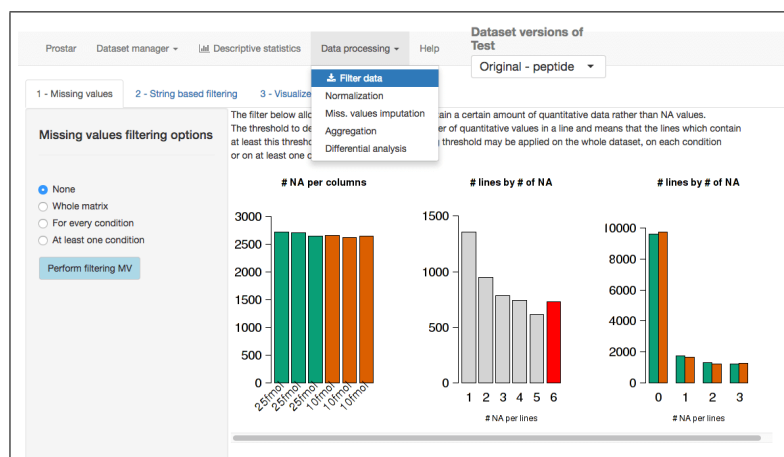 Prostar
Dataset manager
Descriptive statistics
Data processing
Help
Dataset versions of
Test
Original - peptide
Filter data
Normalization
Miss. values imputation
Aggregation
Differential analysis
1 - Missing values
2 - String based filtering
3 - Visualize
Missing values filtering options
None
Whole matrix
For every condition
At least one condition
Perform filtering MV
The filter below allo
tain a certain amount of quantitative data rather than NA values.
The threshold to de
er of quantitative values in a line and means that the lines which contain
at least this thresho
g threshold may be applied on the whole dataset, on each condition
or on at least one c
# NA per columns
3000
2500
2000
1500
1000
500
0
25fmol
25fmol
25fmol
10fmol
10fmol
10fmol
# lines by # of NA
1500
1000
500
0
1 2 3 4 5 6
# NA per lines
# lines by # of NA
10000
8000
6000
4000
2000
0
0 1 2 3
# NA per lines